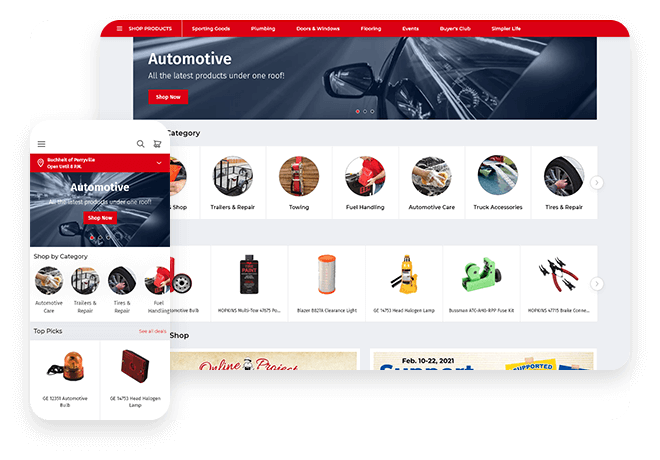 SHOP PRODUCTS
Sporting Goods
Plumbing
Doors & Windows
Flooring
Events
Buyer's Club
Simpler Life
Automotive
All the latest products under one roof!
Shop Now
Category
& Shop
Trailers & Repair
Towing
Fuel Handling
Automotive Care
Truck Accessories
Tires & Repair
omotive Bulb
HOPKINS Multi-Tow 47675 Po...
Blazer B821A Clearance Light
GE 14753 Head Halogen Lamp
Bussman ATO-AHS-RPP Fuse Kit
HOPKINS 47715 Brake Conne...
Shop
Online Project
Feb. 10-22, 2021
Support
SUPPORTED
Buchheit of Perryville
Open Until 8 P.M.
Automotive
All the latest products under one roof!
Shop Now
Shop by Category
Automotive
Care
Trailers &
Repair
Tires &
Repair
Fuel
Handling
Top Picks
See all deals
GE 12351 Automotive
Bulb
GE 14753 Head Halogen
Lamp